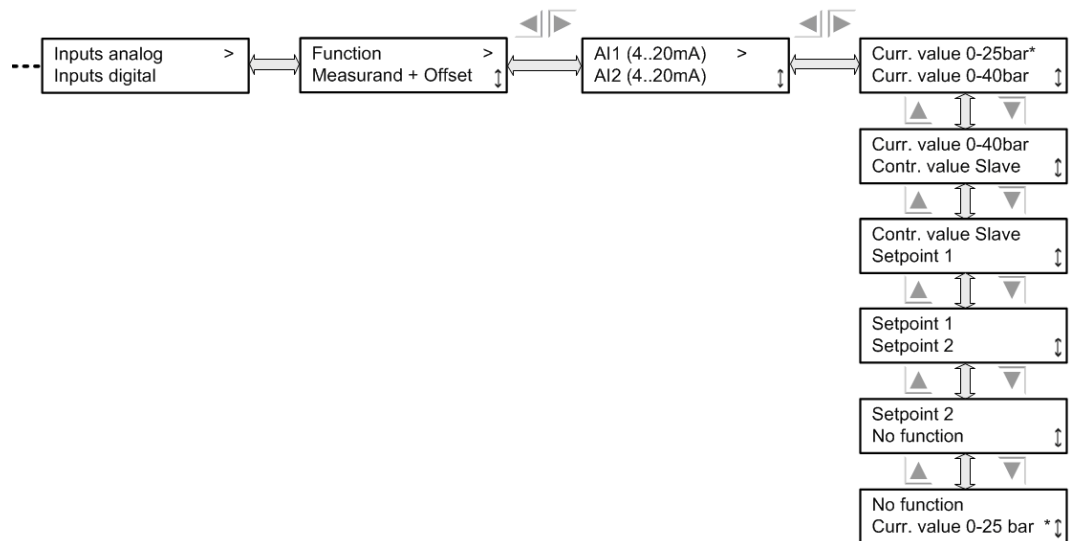 Inputs analog >
Inputs digital
Function >
Measurand + Offset
AI1 (4..20mA) >
AI2 (4..20mA)
Curr. value 0-25bar*
Curr. value 0-40bar
Curr. value 0-40bar
Contr. value Slave
Contr. value Slave
Setpoint 1
Setpoint 1
Setpoint 2
Setpoint 2
No function
No function
Curr. value 0-25 bar *